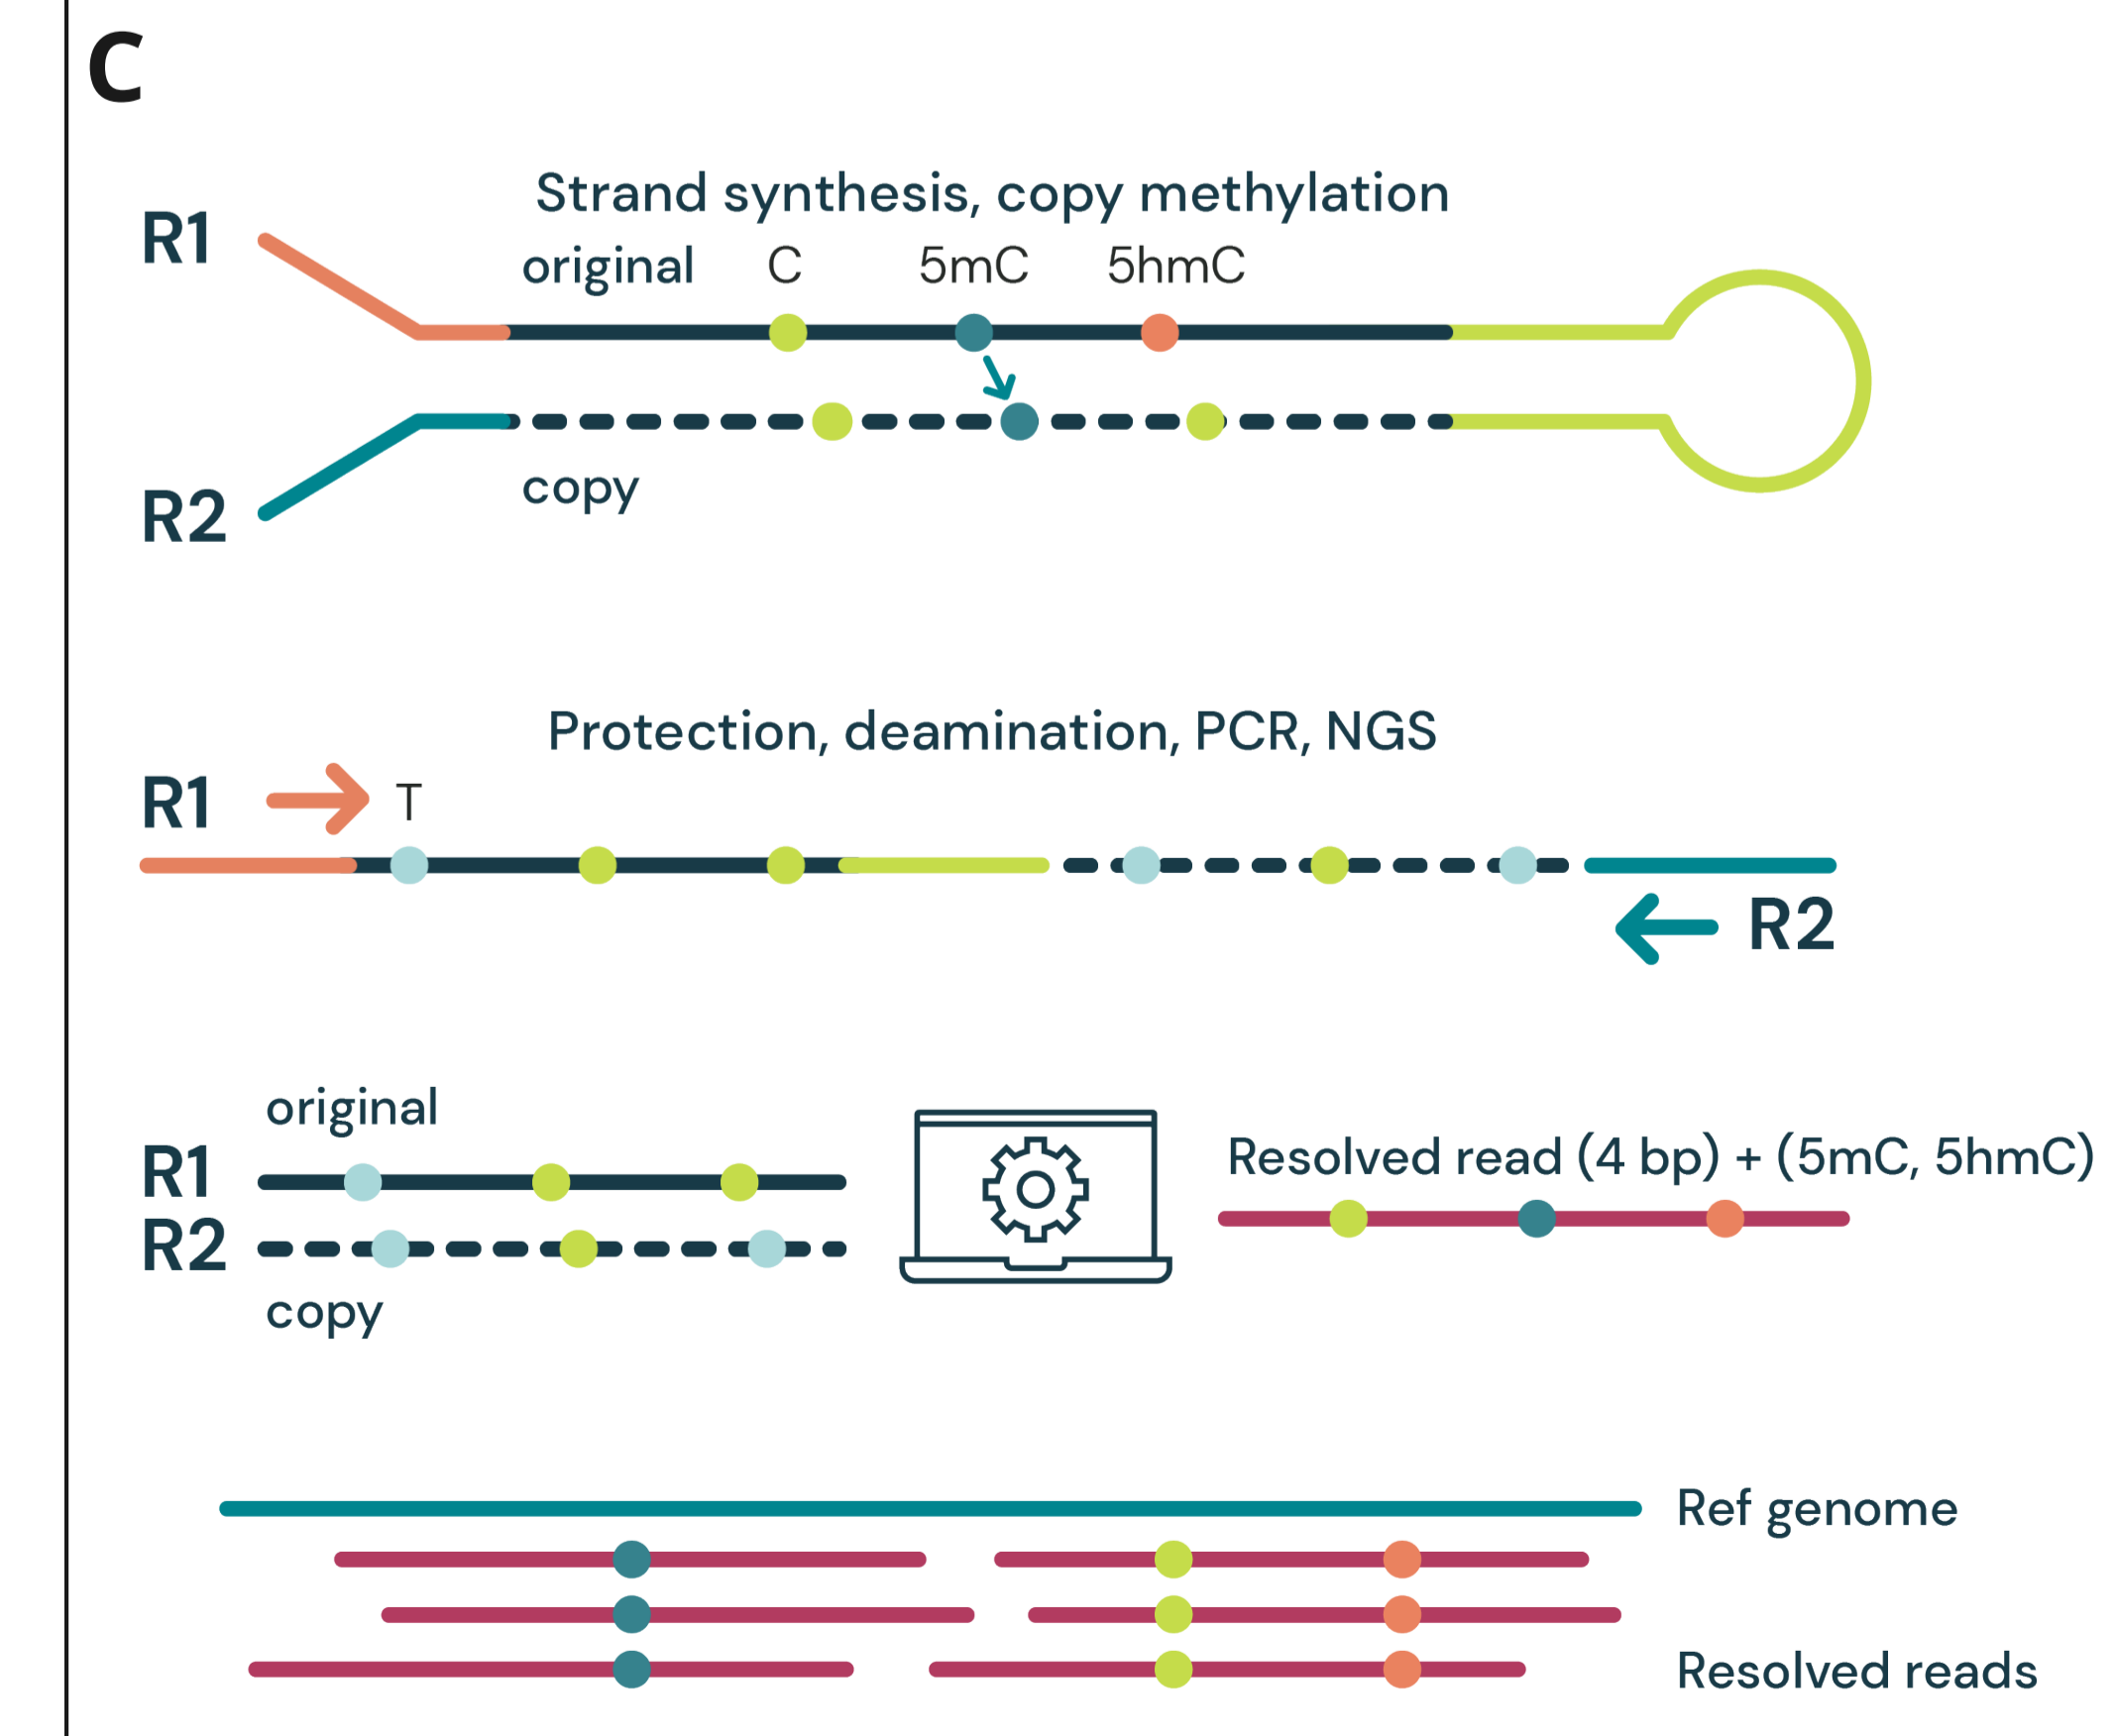 C
Strand synthesis, copy methylation
R1
original C 5mC 5hmC
copy
R2
Protection, deamination, PCR, NGS
R1 T
R2
original
R1
R2
copy
Resolved read (4 bp) + (5mC, 5hmC)
Ref genome
Resolved reads